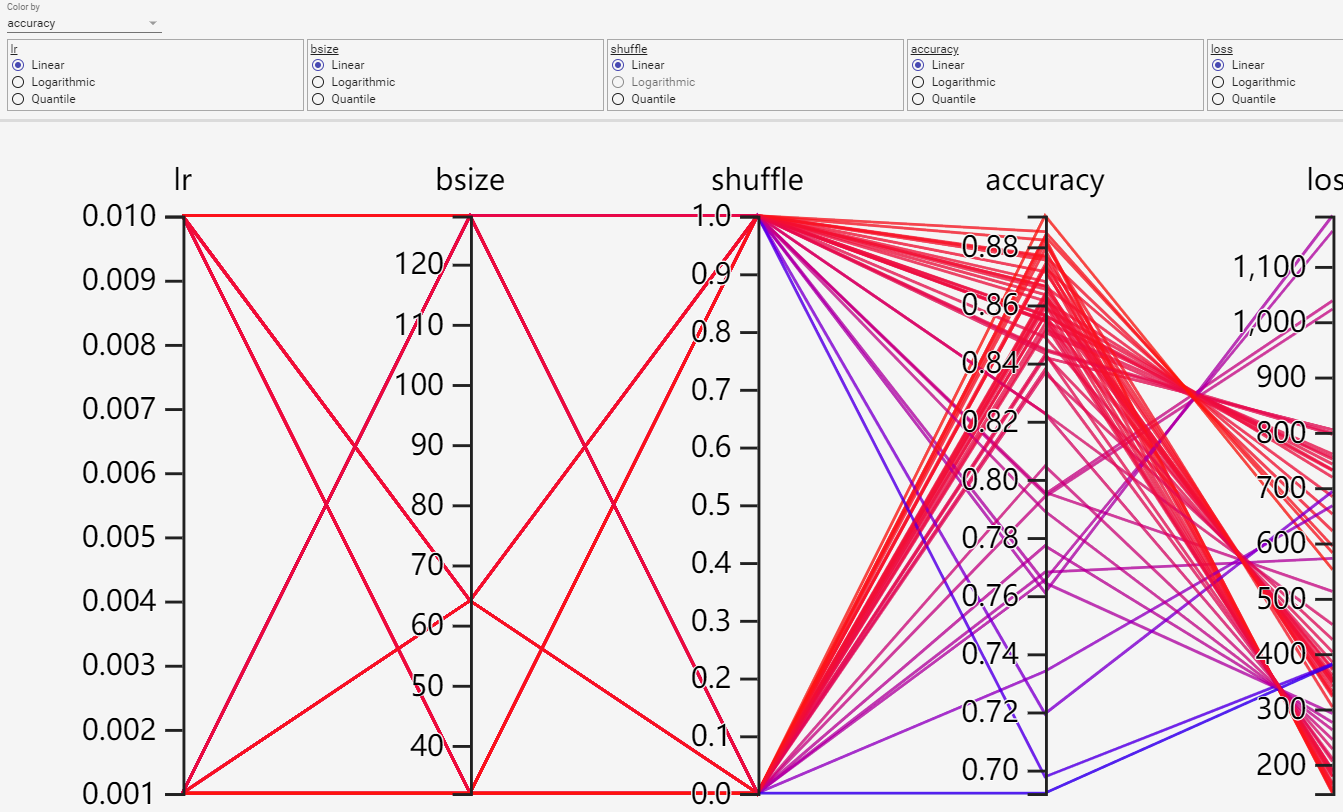 Color by
accuracy
lr
Linear
Logarithmic
Quantile
bsize
Linear
Logarithmic
Quantile
shuffle
Linear
Logarithmic
Quantile
accuracy
Linear
Logarithmic
Quantile
loss
Linear
Logarithmic
Quantile
lr
0.010
0.009
0.008
0.007
0.006
0.005
0.004
0.003
0.002
0.001
bsize
120
110
100
90
80
70
60
50
40
shuffle
1.0
0.9
0.8
0.7
0.6
0.5
0.4
0.3
0.2
0.1
0.0
accuracy
0.88
0.86
0.84
0.82
0.80
0.78
0.76
0.74
0.72
0.70
los
1,100
1,000
900
800
700
600
500
400
300
200